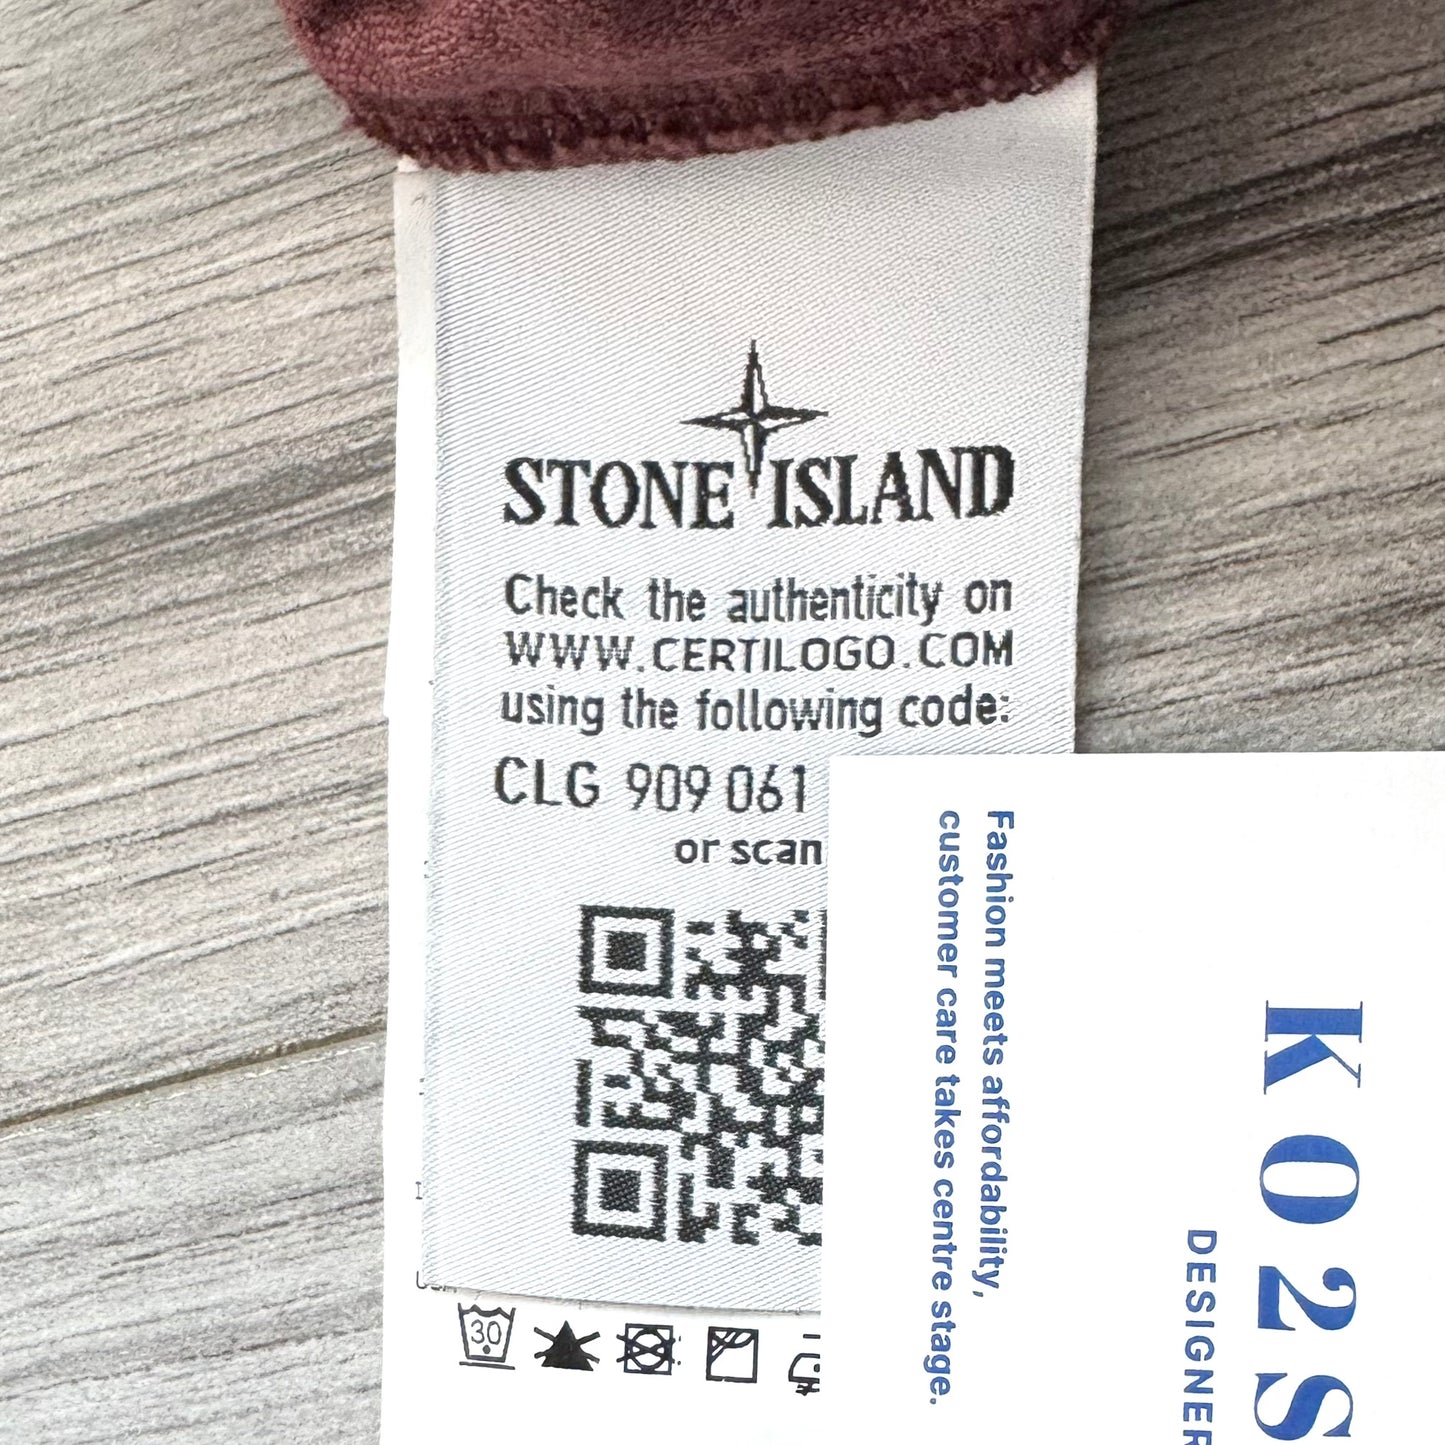 STONE ISLAND
Check the authenticity on
WWW.CERTILOGO.COM
using the following code:
CLG 909 061
or scan
30
Fashion meets affordability,
customer care takes centre stage.
KO2S
DESIGNER